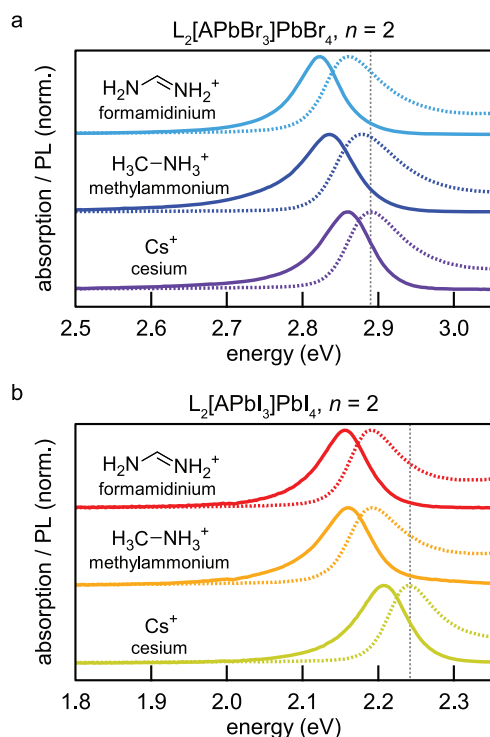 a
L₂[APbBr₃]PbBr₄, n = 2
absorption / PL (norm.)
H₂N NH₂⁺
formamidinium
H₃C–NH₃⁺
methylammonium
Cs⁺
cesium
2.5 2.6 2.7 2.8 2.9 3.0
energy (eV)
b
L₂[APbI₃]PbI₄, n = 2
absorption / PL (norm.)
H₂N NH₂⁺
formamidinium
H₃C–NH₃⁺
methylammonium
Cs⁺
cesium
1.8 1.9 2.0 2.1 2.2 2.3
energy (eV)